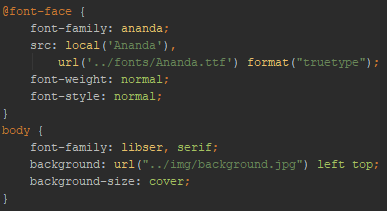 @font-face {
    font-family: ananda;
    src: local('Ananda'),
        url('../fonts/Ananda.ttf') format("truetype");
    font-weight: normal;
    font-style: normal;
}
body {
    font-family: libser, serif;
    background: url("../img/background.jpg") left top;
    background-size: cover;
}